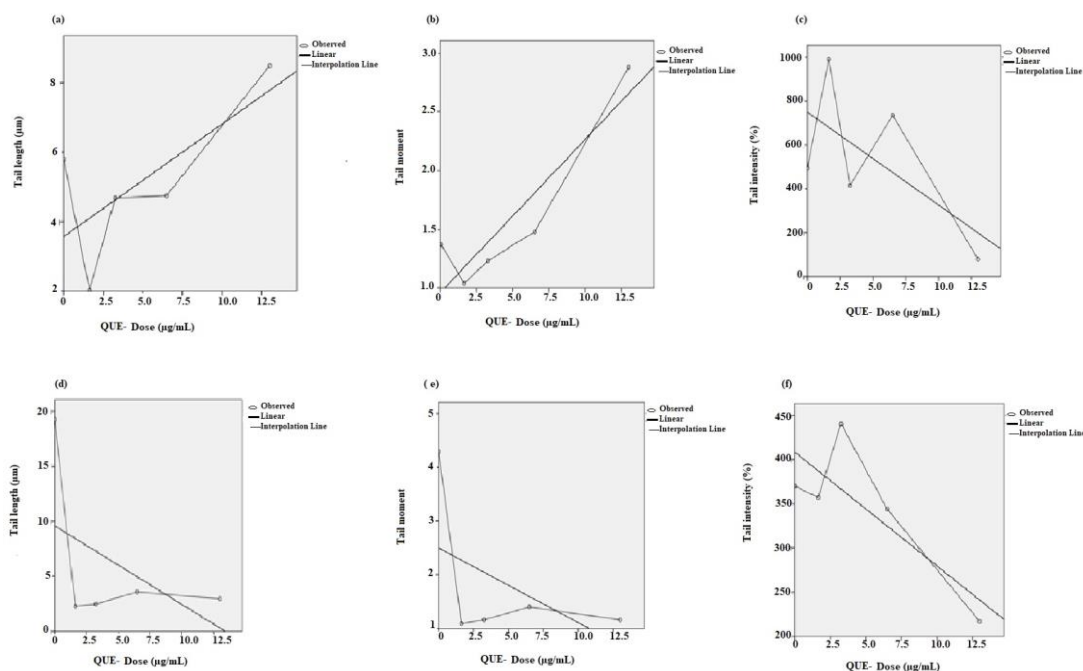 (a)
Observed
Linear
Interpolation Line
Tail length (µm)
8
6
4
2
0 2.5 5.0 7.5 10.0 12.5
QUE- Dose (µg/mL)
(b)
Observed
Linear
Interpolation Line
Tail moment
3.0
2.5
2.0
1.5
1.0
0 2.5 5.0 7.5 10.0 12.5
QUE- Dose (µg/mL)
(c)
Observed
Linear
Interpolation Line
Tail intensity (%)
1000
800
600
400
200
0
0 2.5 5.0 7.5 10.0 12.5
QUE- Dose (µg/mL)
(d)
Observed
Linear
Interpolation Line
Tail length (µm)
20
15
10
5
0
0 2.5 5.0 7.5 10.0 12.5
QUE- Dose (µg/mL)
( e)
Observed
Linear
Interpolation Line
Tail moment
5
4
3
2
1
0 2.5 5.0 7.5 10.0 12.5
QUE- Dose (µg/mL)
(f)
Observed
Linear
Interpolation Line
Tail intensity (%)
450
400
350
300
250
200
0 2.5 5.0 7.5 10.0 12.5
QUE- Dose (µg/mL)